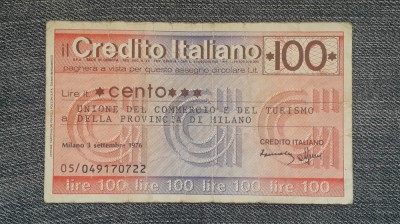 il Credito Italiano *100*
pagherà a vista per questo assegno circolare Lit.
Lire it. *cento***
UNIONE DEL COMMERCIO E DEL TURISMO
a DELLA PROVINCIA DI MILANO
Milano 3 settembre 1976 CREDITO ITALIANO
05/049170722
lire 100 lire 100 lire 100 lire 100 lire 100